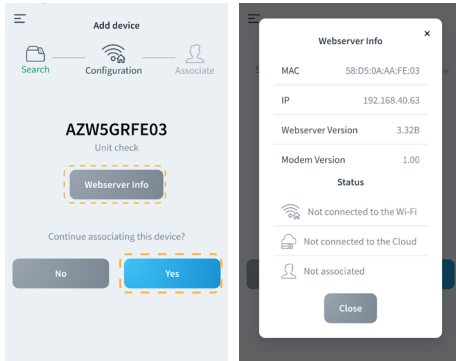 Add device
Search
Configuration
Associate
AZW5GRFE03
Unit check
Webserver Info
Continue associating this device?
No
Yes
Webserver Info
×
MAC 58:D5:0A:AA:FE:03
IP 192.168.40.63
Webserver Version 3.32B
Modem Version 1.00
Status
Not connected to the Wi-Fi
Not connected to the Cloud
Not associated
Close